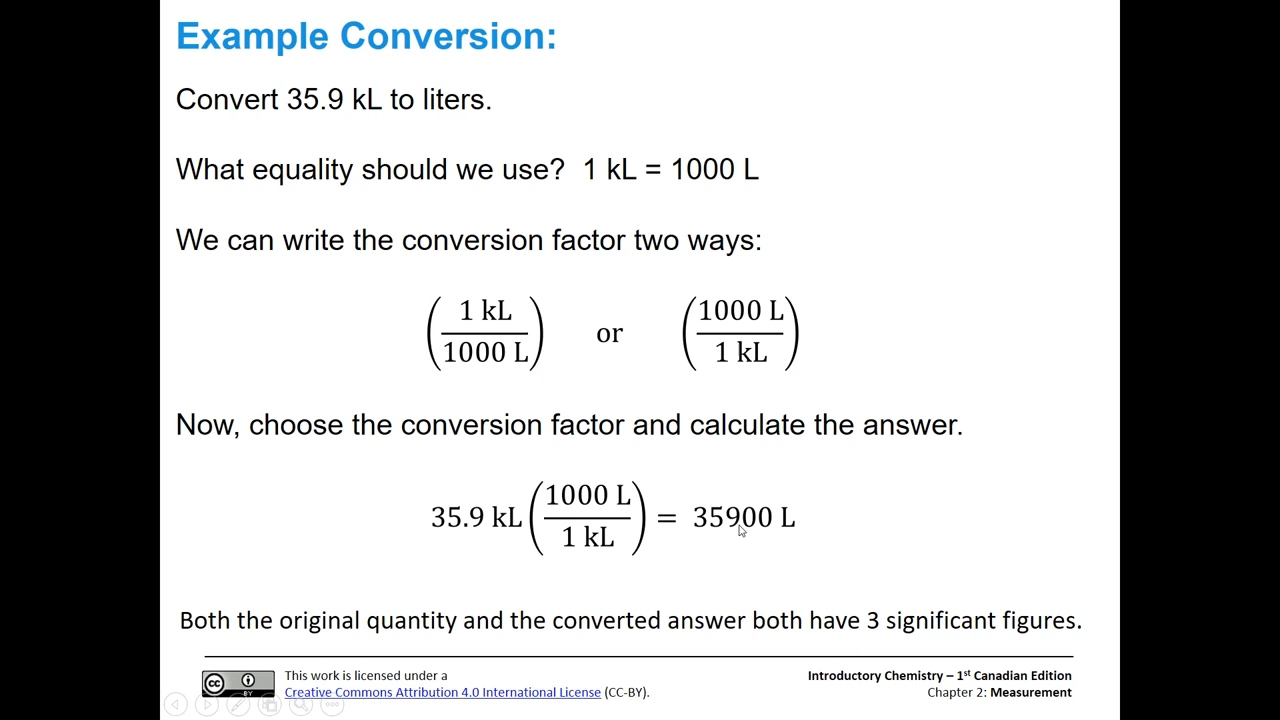 Example Conversion:
Convert 35.9 kL to liters.
What equality should we use?  1 kL = 1000 L
We can write the conversion factor two ways:
(1 kL / 1000 L) or (1000 L / 1 kL)
Now, choose the conversion factor and calculate the answer.
35.9 kL (1000 L / 1 kL) = 35900 L
Both the original quantity and the converted answer both have 3 significant figures.
CC BY
This work is licensed under a
Creative Commons Attribution 4.0 International License (CC-BY).
Introductory Chemistry – 1st Canadian Edition
Chapter 2: Measurement